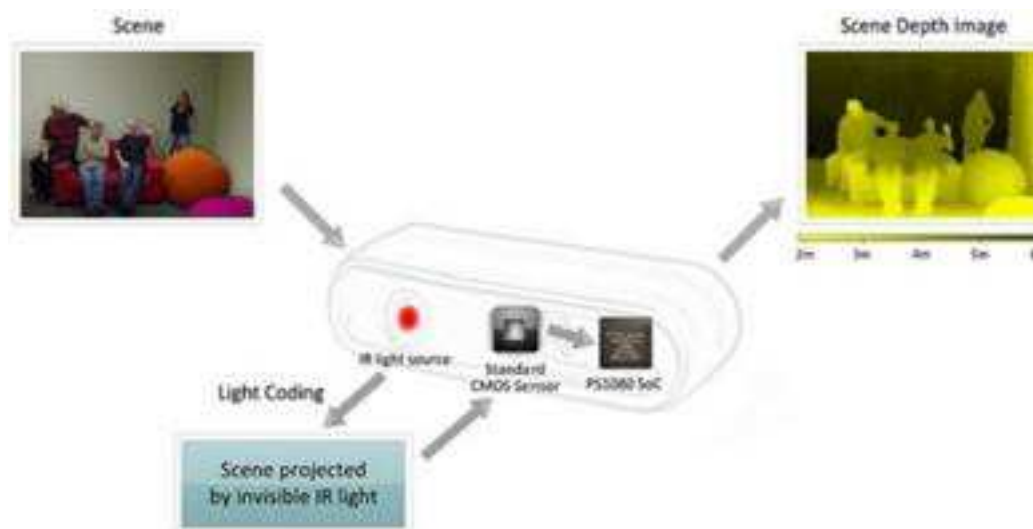 Scene
Scene Depth Image
2m 3m 4m 5m
IR light source
Standard
CMOS Sensor
PS1080 SoC
Light Coding
Scene projected
by invisible IR light